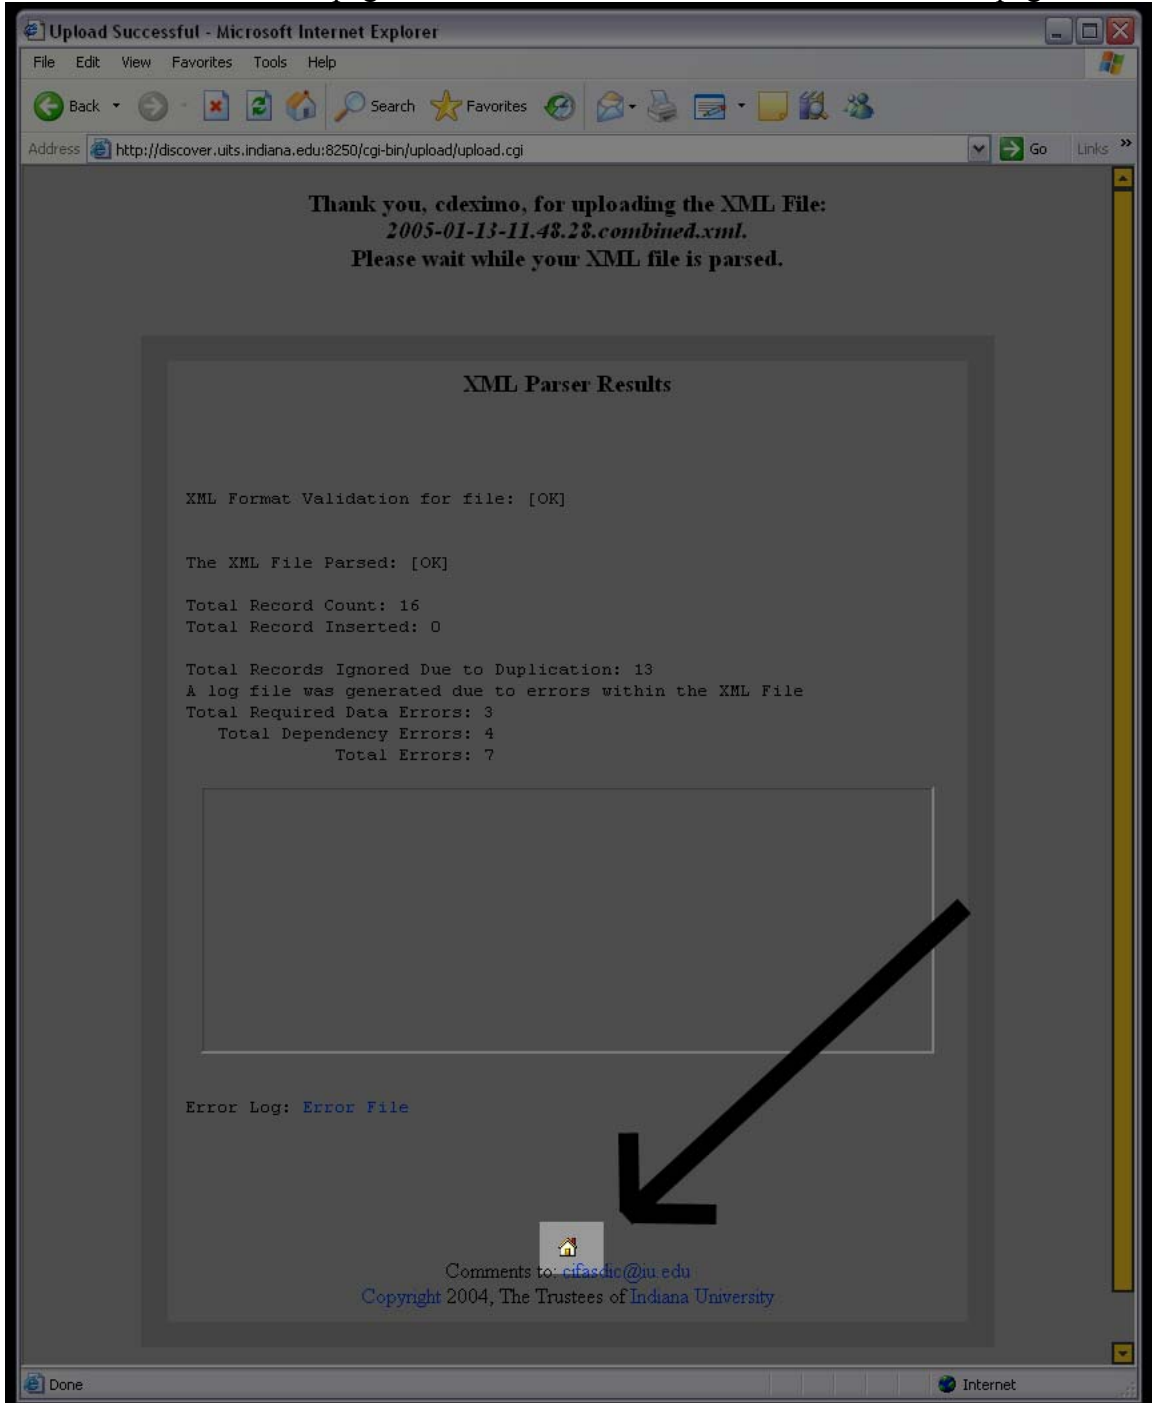 Upload Successful - Microsoft Internet Explorer
File Edit View Favorites Tools Help
Back Search Favorites
Address http://discover.uits.indiana.edu:8250/cgi-bin/upload/upload.cgi Go Links »
Thank you, cdeximo, for uploading the XML File:
2005-01-13-11.48.28.combined.xml.
Please wait while your XML file is parsed.
XML Parser Results
XML Format Validation for file: [OK]
The XML File Parsed: [OK]
Total Record Count: 16
Total Record Inserted: 0
Total Records Ignored Due to Duplication: 13
A log file was generated due to errors within the XML File
Total Required Data Errors: 3
Total Dependency Errors: 4
Total Errors: 7
Error Log: Error File
Comments to: cifasdic@iu.edu
Copyright 2004, The Trustees of Indiana University
Done Internet